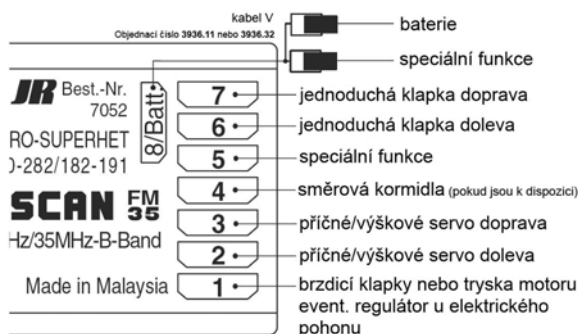 kabel V
Objednací číslo 3936.11 nebo 3936.32
baterie
speciální funkce
JR Best.-Nr.
7052
RO-SUPERHET
0-282/182-191
SCAN FM
35
Hz/35MHz-B-Band
Made in Malaysia
8/Batt.
7 jednoduchá klapka doprava
6 jednoduchá klapka doleva
5 speciální funkce
4 směrová kormidla (pokud jsou k dispozici)
3 příčné/výškové servo doprava
2 příčné/výškové servo doleva
1 brzdicí klapky nebo tryska motoru
event. regulátor u elektrického
pohonu